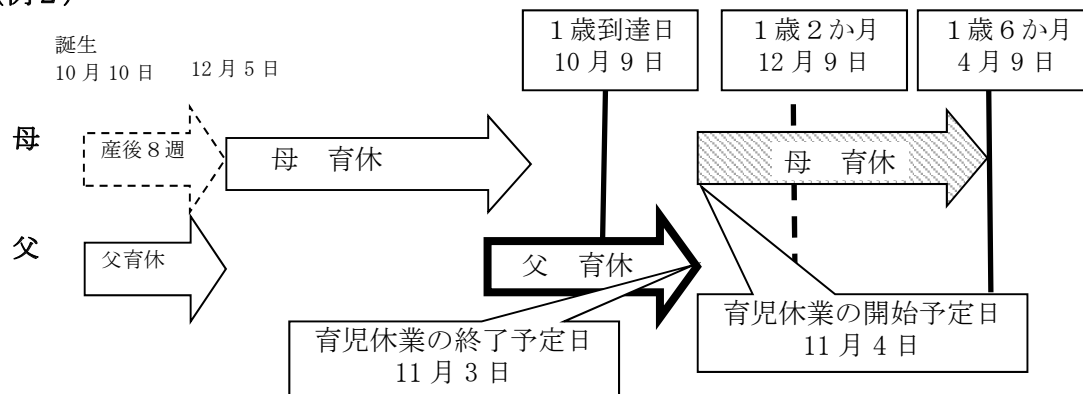 (例2)
誕生
10月10日　12月5日
1歳到達日
10月9日
1歳2か月
12月9日
1歳6か月
4月9日
母
産後8週
母　育休
母　育休
父
父育休
父　育休
育児休業の終了予定日
11月3日
育児休業の開始予定日
11月4日